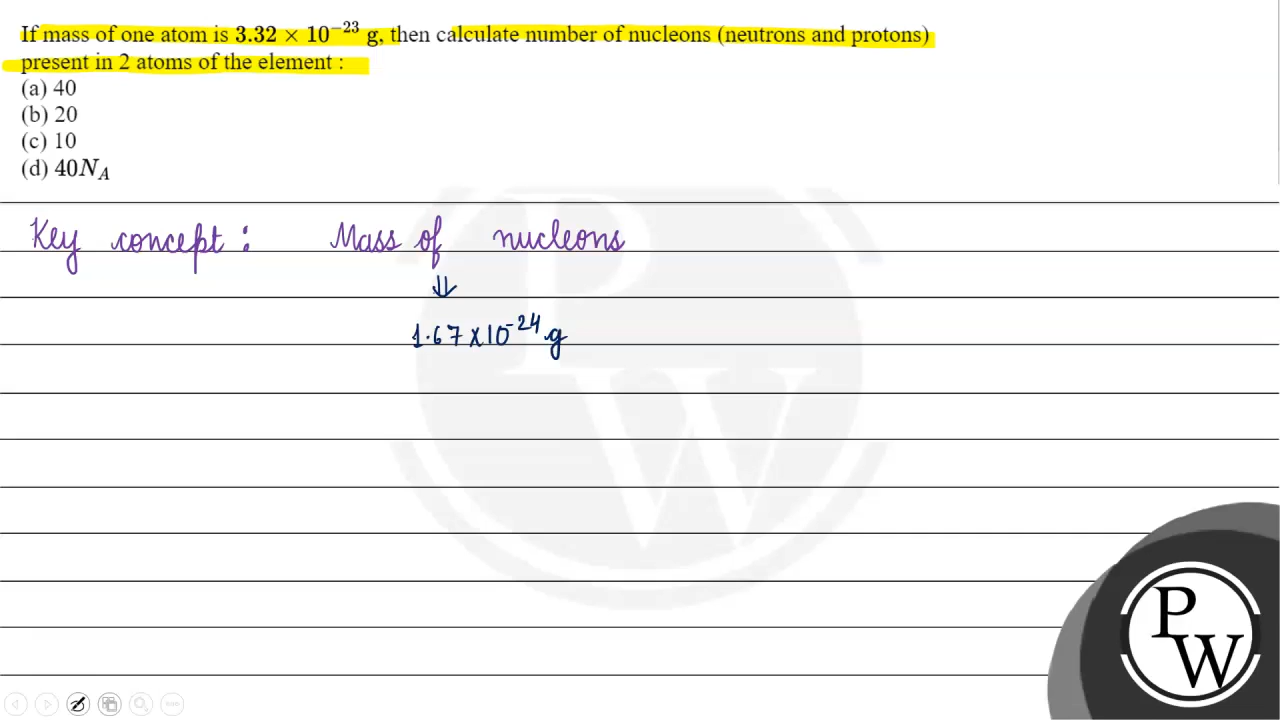 If mass of one atom is 3.32 × 10⁻²³ g, then calculate number of nucleons (neutrons and protons)
present in 2 atoms of the element :
(a) 40
(b) 20
(c) 10
(d) 40N_A
Key concept : Mass of nucleons
⇓
1.67 x 10⁻²⁴ g
P
W
P
W